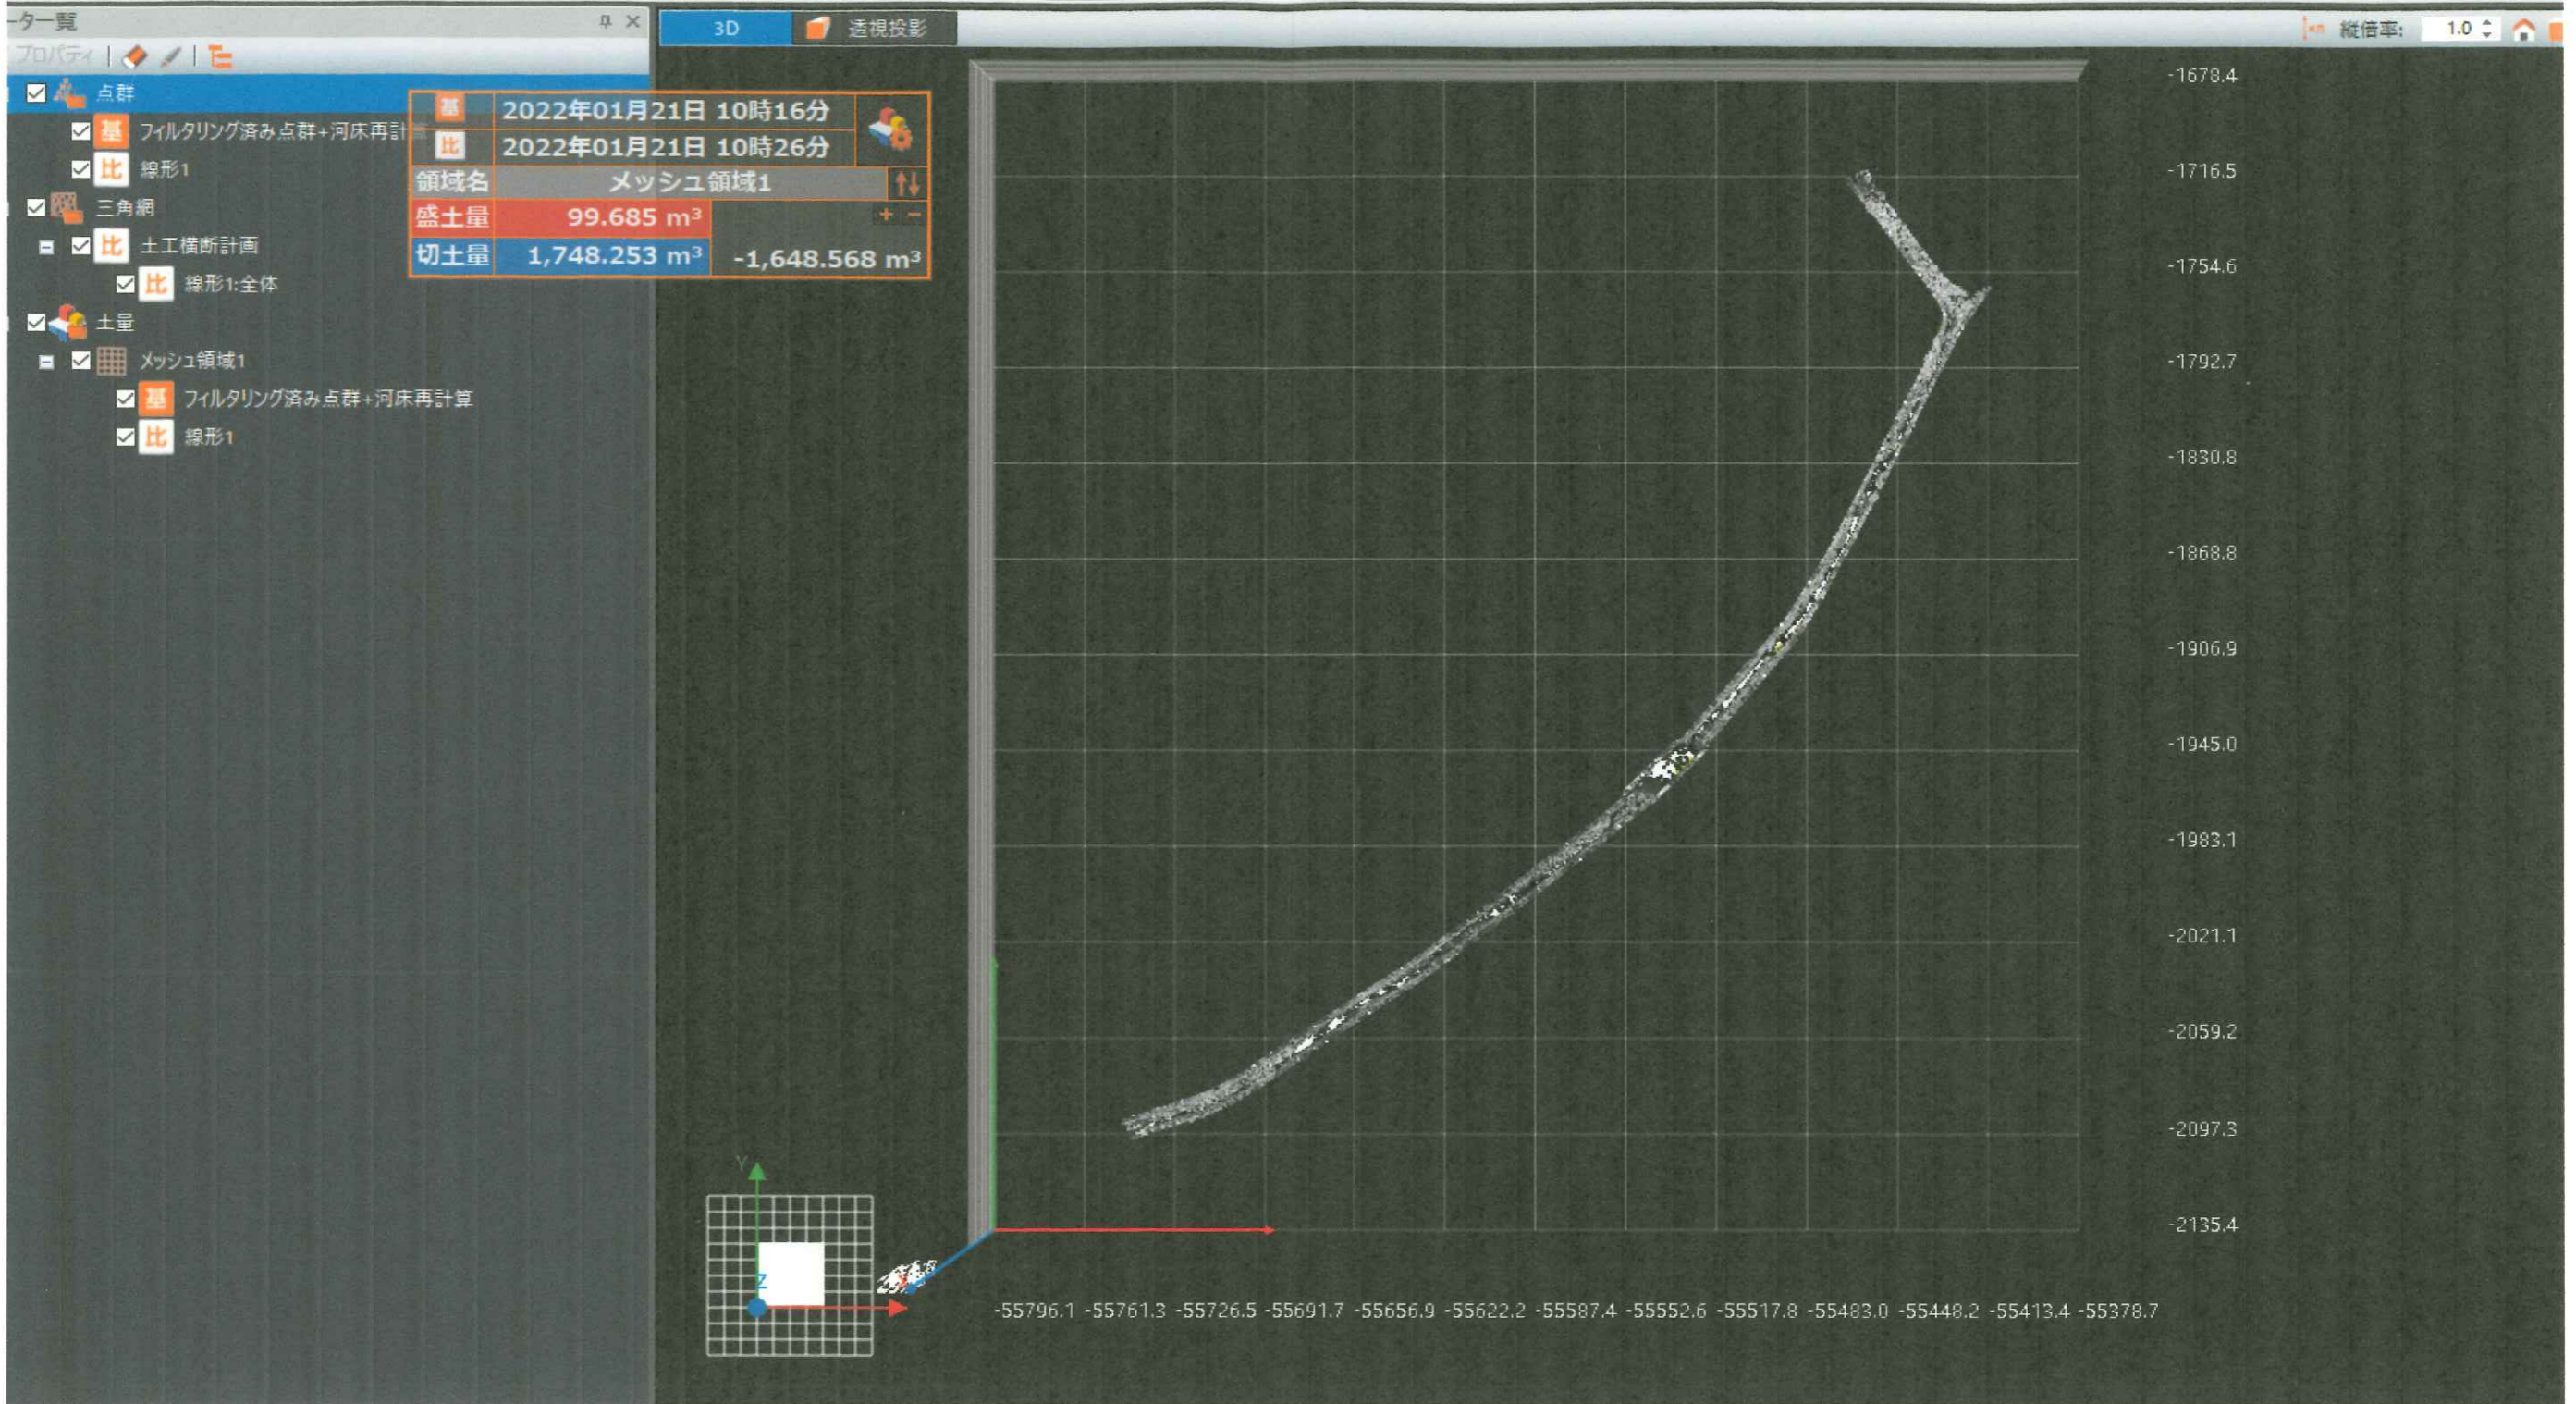 ータ一覧
プロパティ
点群
基 フィルタリング済み点群+河床再計
比 線形1
三角網
比 土工横断計画
比 線形1:全体
土量
メッシュ領域1
基 フィルタリング済み点群+河床再計算
比 線形1
基 2022年01月21日 10時16分
比 2022年01月21日 10時26分
領域名 メッシュ領域1
盛土量 99.685 m³
+ -
切土量 1,748.253 m³ -1,648.568 m³
3D 透視投影
縦倍率: 1.0
-1678.4
-1716.5
-1754.6
-1792.7
-1830.8
-1868.8
-1906.9
-1945.0
-1983.1
-2021.1
-2059.2
-2097.3
-2135.4
Y
Z
-55796.1 -55761.3 -55726.5 -55691.7 -55656.9 -55622.2 -55587.4 -55552.6 -55517.8 -55483.0 -55448.2 -55413.4 -55378.7